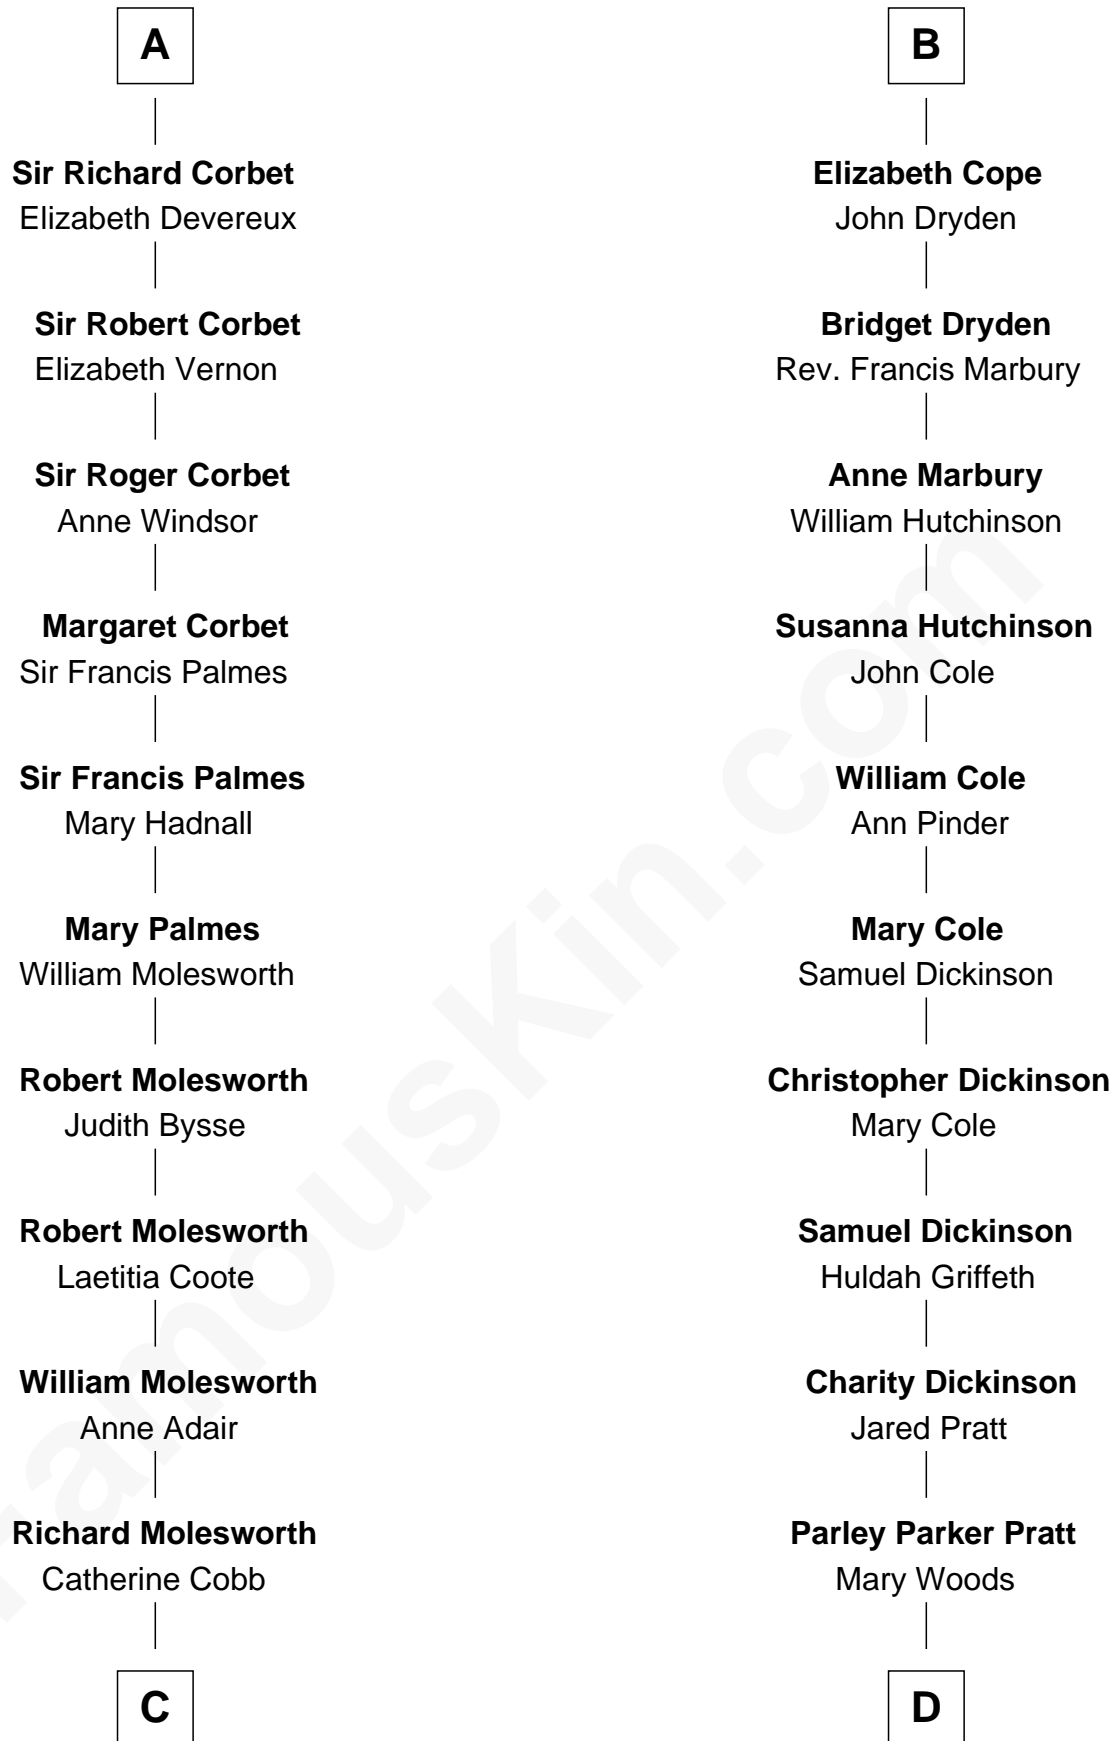 A
Sir Richard Corbet
Elizabeth Devereux
Sir Robert Corbet
Elizabeth Vernon
Sir Roger Corbet
Anne Windsor
Margaret Corbet
Sir Francis Palmes
Sir Francis Palmes
Mary Hadnall
Mary Palmes
William Molesworth
Robert Molesworth
Judith Bysse
Robert Molesworth
Laetitia Coote
William Molesworth
Anne Adair
Richard Molesworth
Catherine Cobb
C
B
Elizabeth Cope
John Dryden
Bridget Dryden
Rev. Francis Marbury
Anne Marbury
William Hutchinson
Susanna Hutchinson
John Cole
William Cole
Ann Pinder
Mary Cole
Samuel Dickinson
Christopher Dickinson
Mary Cole
Samuel Dickinson
Huldah Griffeth
Charity Dickinson
Jared Pratt
Parley Parker Pratt
Mary Woods
D
FamousKin.com